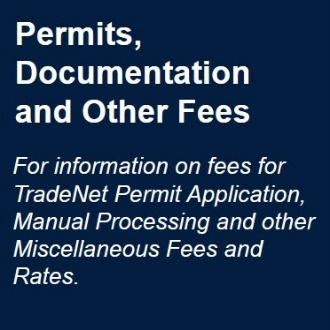 Permits,
Documentation
and Other Fees
For information on fees for
TradeNet Permit Application,
Manual Processing and other
Miscellaneous Fees and
Rates.